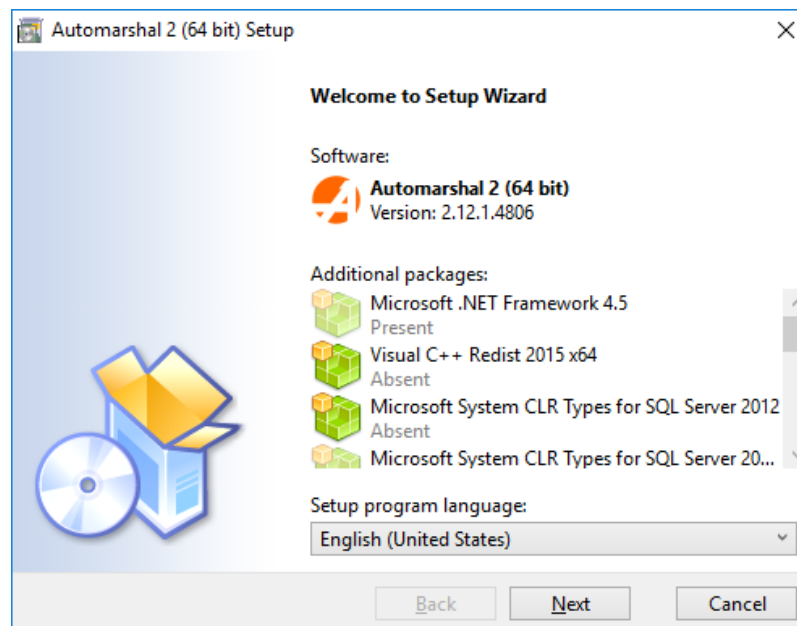 Automarshal 2 (64 bit) Setup
Welcome to Setup Wizard
Software:
Automarshal 2 (64 bit)
Version: 2.12.1.4806
Additional packages:
Microsoft .NET Framework 4.5
Present
Visual C++ Redist 2015 x64
Absent
Microsoft System CLR Types for SQL Server 2012
Absent
Microsoft System CLR Types for SQL Server 20...
Setup program language:
English (United States)
Back
Next
Cancel